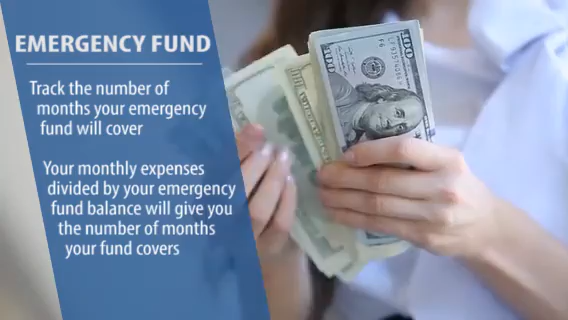 EMERGENCY FUND
Track the number of
months your emergency
fund will cover
Your monthly expenses
divided by your emergency
fund balance will give you
the number of months
your fund covers
100